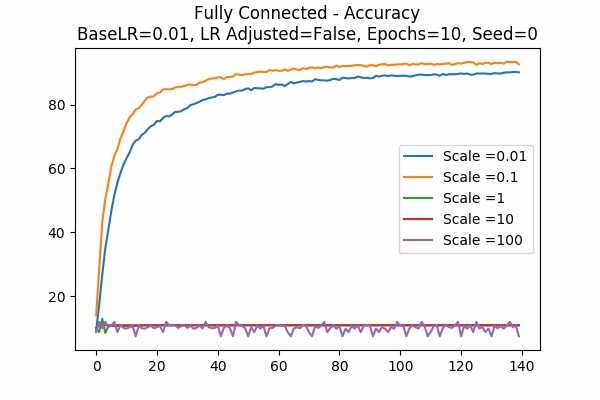 Fully Connected - Accuracy
BaseLR=0.01, LR Adjusted=False, Epochs=10, Seed=0
80
60
40
20
Scale =0.01
Scale =0.1
Scale =1
Scale =10
Scale =100
0 20 40 60 80 100 120 140